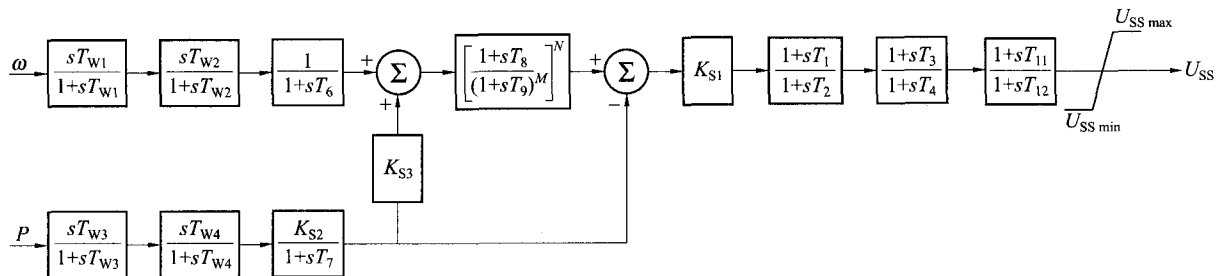 ω
sT_W1
1+sT_W1
sT_W2
1+sT_W2
1
1+sT_6
+
Σ
+
[1+sT_8
(1+sT_9)^M]^N
+
Σ
−
K_S1
1+sT_1
1+sT_2
1+sT_3
1+sT_4
1+sT_11
1+sT_12
U_SS max
U_SS min
U_SS
K_S3
P
sT_W3
1+sT_W3
sT_W4
1+sT_W4
K_S2
1+sT_7